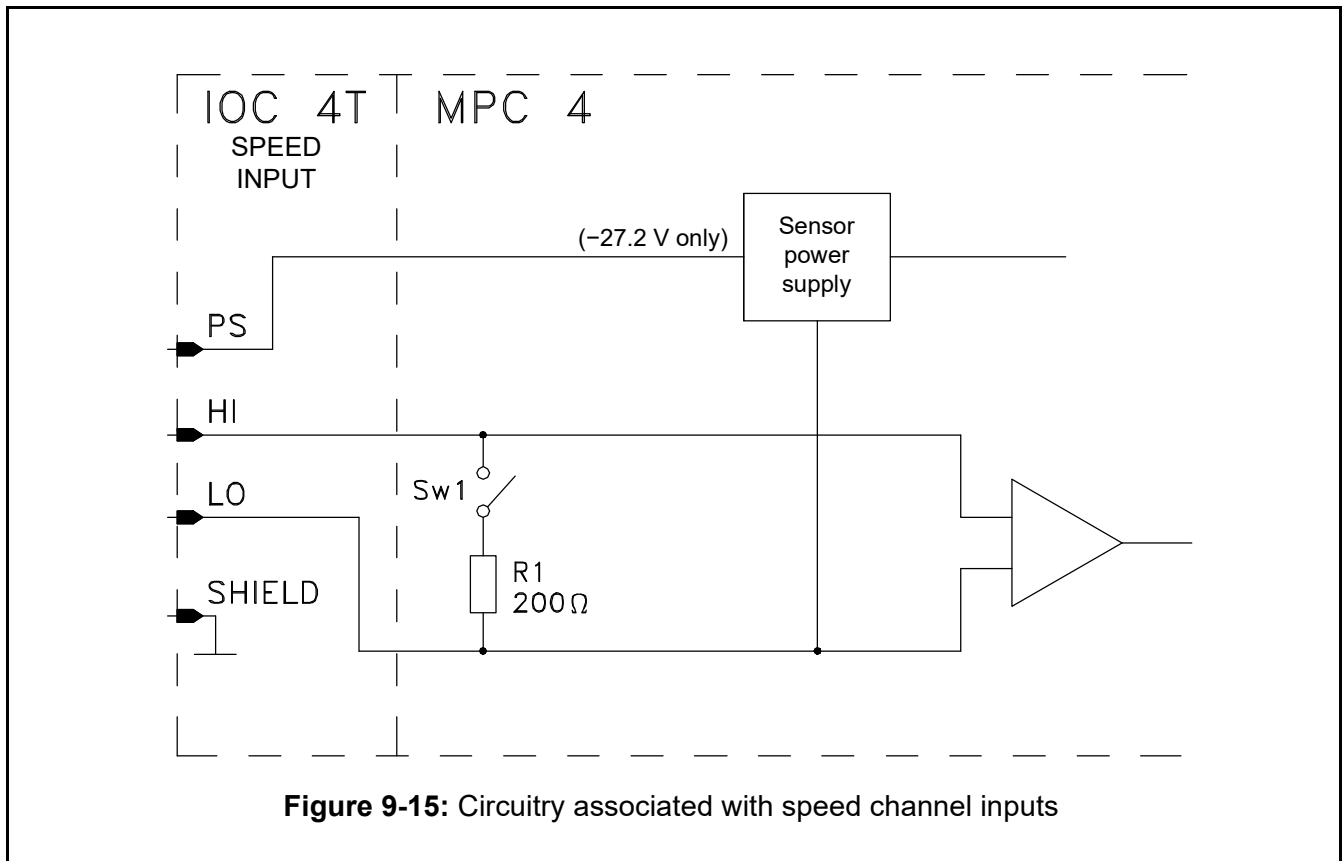 IOC 4T
SPEED
INPUT
MPC 4
Sensor
power
supply
(−27.2 V only)
PS
HI
Sw1
LO
R1
200Ω
SHIELD
Figure 9-15: Circuitry associated with speed channel inputs